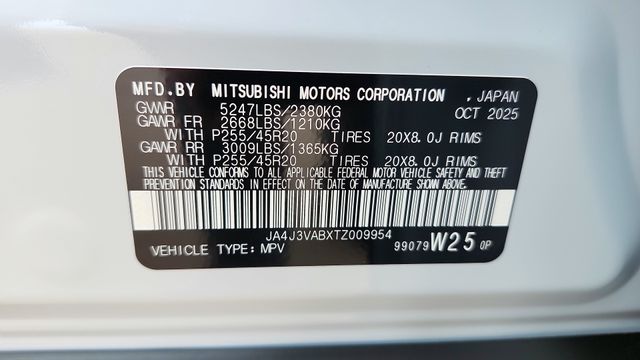 MFD.BY MITSUBISHI MOTORS CORPORATION , JAPAN
GVWR 5247LBS/2380KG OCT 2025
GAWR FR 2668LBS/1210KG
WITH P255/45R20 TIRES 20X8.0J RIMS
GAWR RR 3009LBS/1365KG
WITH P255/45R20 TIRES 20X8.0J RIMS
THIS VEHICLE CONFORMS TO ALL APPLICABLE FEDERAL MOTOR VEHICLE SAFETY AND THEFT
PREVENTION STANDARDS IN EFFECT ON THE DATE OF MANUFACTURE SHOWN ABOVE.
JA4J3VABXTZ009954
VEHICLE TYPE: MPV 99079 W25 0P